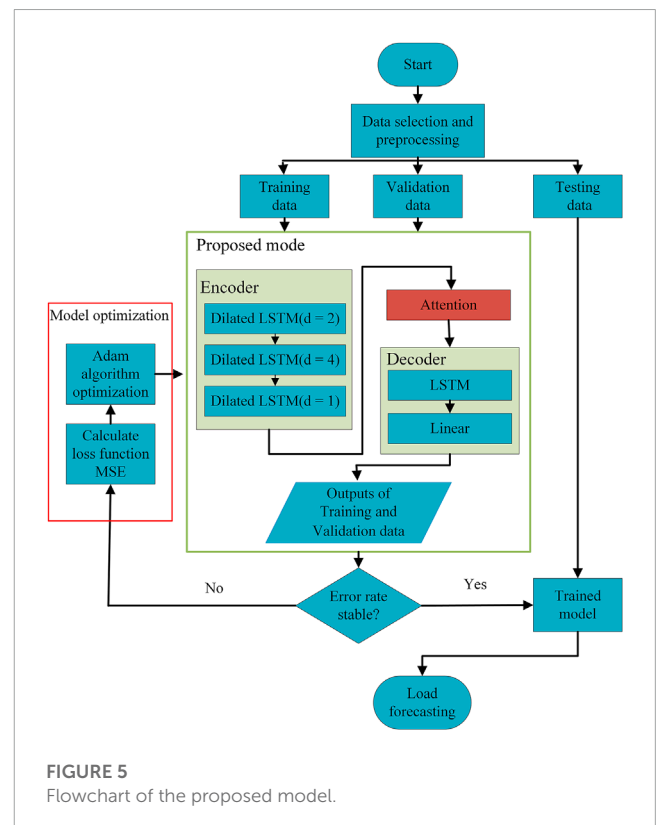 Start
Data selection and
preprocessing
Training
data
Validation
data
Testing
data
Proposed mode
Encoder
Dilated LSTM(d = 2)
Dilated LSTM(d = 4)
Dilated LSTM(d = 1)
Attention
Decoder
LSTM
Linear
Model optimization
Adam
algorithm
optimization
Calculate
loss function
MSE
Outputs of
Training and
Validation data
No
Error rate
stable?
Yes
Trained
model
Load
forecasting
FIGURE 5
Flowchart of the proposed model.